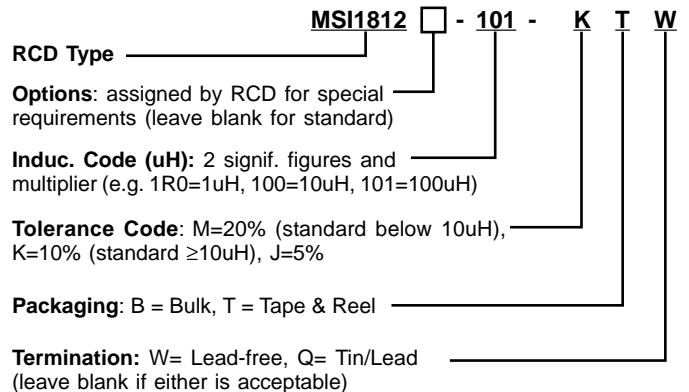 MSI1812 □ - 101 - K T W
RCD Type
Options: assigned by RCD for special
requirements (leave blank for standard)
Induc. Code (uH): 2 signif. figures and
multiplier (e.g. 1R0=1uH, 100=10uH, 101=100uH)
Tolerance Code: M=20% (standard below 10uH),
K=10% (standard ≥10uH), J=5%
Packaging: B = Bulk, T = Tape & Reel
Termination: W= Lead-free, Q= Tin/Lead
(leave blank if either is acceptable)